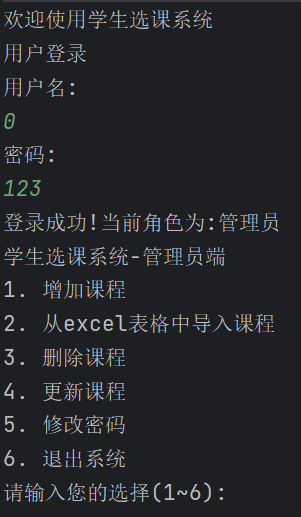 欢迎使用学生选课系统
用户登录
用户名:
0
密码:
123
登录成功!当前角色为:管理员
学生选课系统-管理员端
1. 增加课程
2. 从excel表格中导入课程
3. 删除课程
4. 更新课程
5. 修改密码
6. 退出系统
请输入您的选择(1~6):